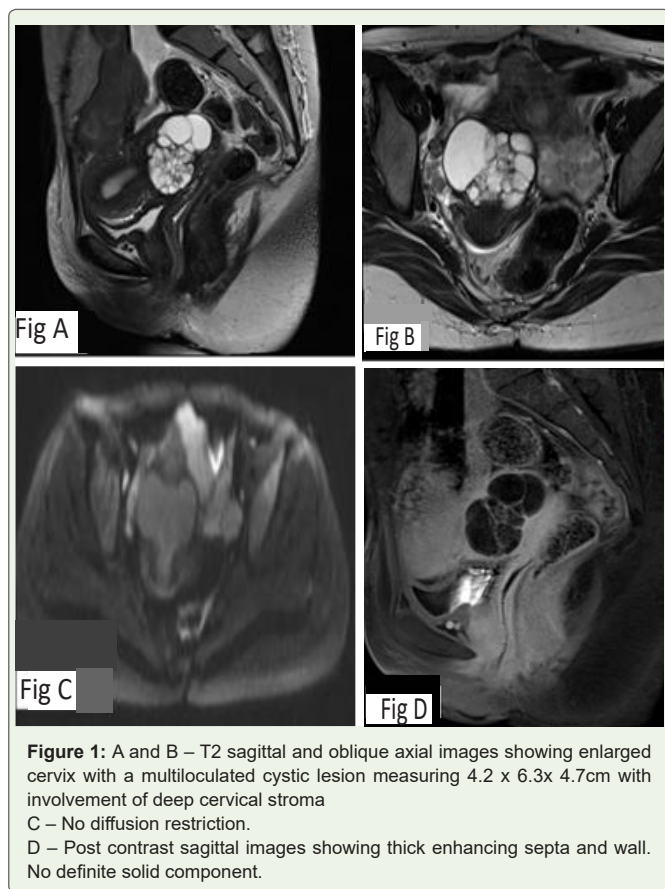 Fig A
Fig B
Fig C
Fig D
Figure 1: A and B – T2 sagittal and oblique axial images showing enlarged
cervix with a multiloculated cystic lesion measuring 4.2 x 6.3x 4.7cm with
involvement of deep cervical stroma
C – No diffusion restriction.
D – Post contrast sagittal images showing thick enhancing septa and wall.
No definite solid component.